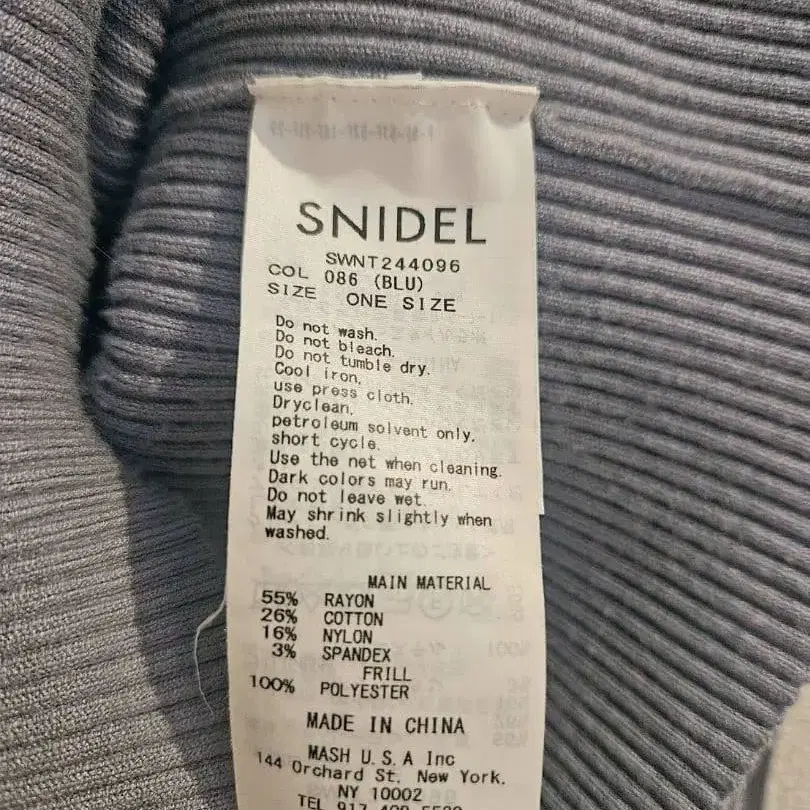 SNIDEL
SWNT244096
COL 086 (BLU)
SIZE ONE SIZE
Do not wash.
Do not bleach.
Do not tumble dry.
Cool iron,
use press cloth.
Dryclean,
petroleum solvent only,
short cycle.
Use the net when cleaning.
Dark colors may run.
Do not leave wet.
May shrink slightly when
washed.
MAIN MATERIAL
55% RAYON
26% COTTON
16% NYLON
3% SPANDEX
FRILL
100% POLYESTER
MADE IN CHINA
MASH U.S.A Inc
144 Orchard St, New York,
NY 10002
TEL 917